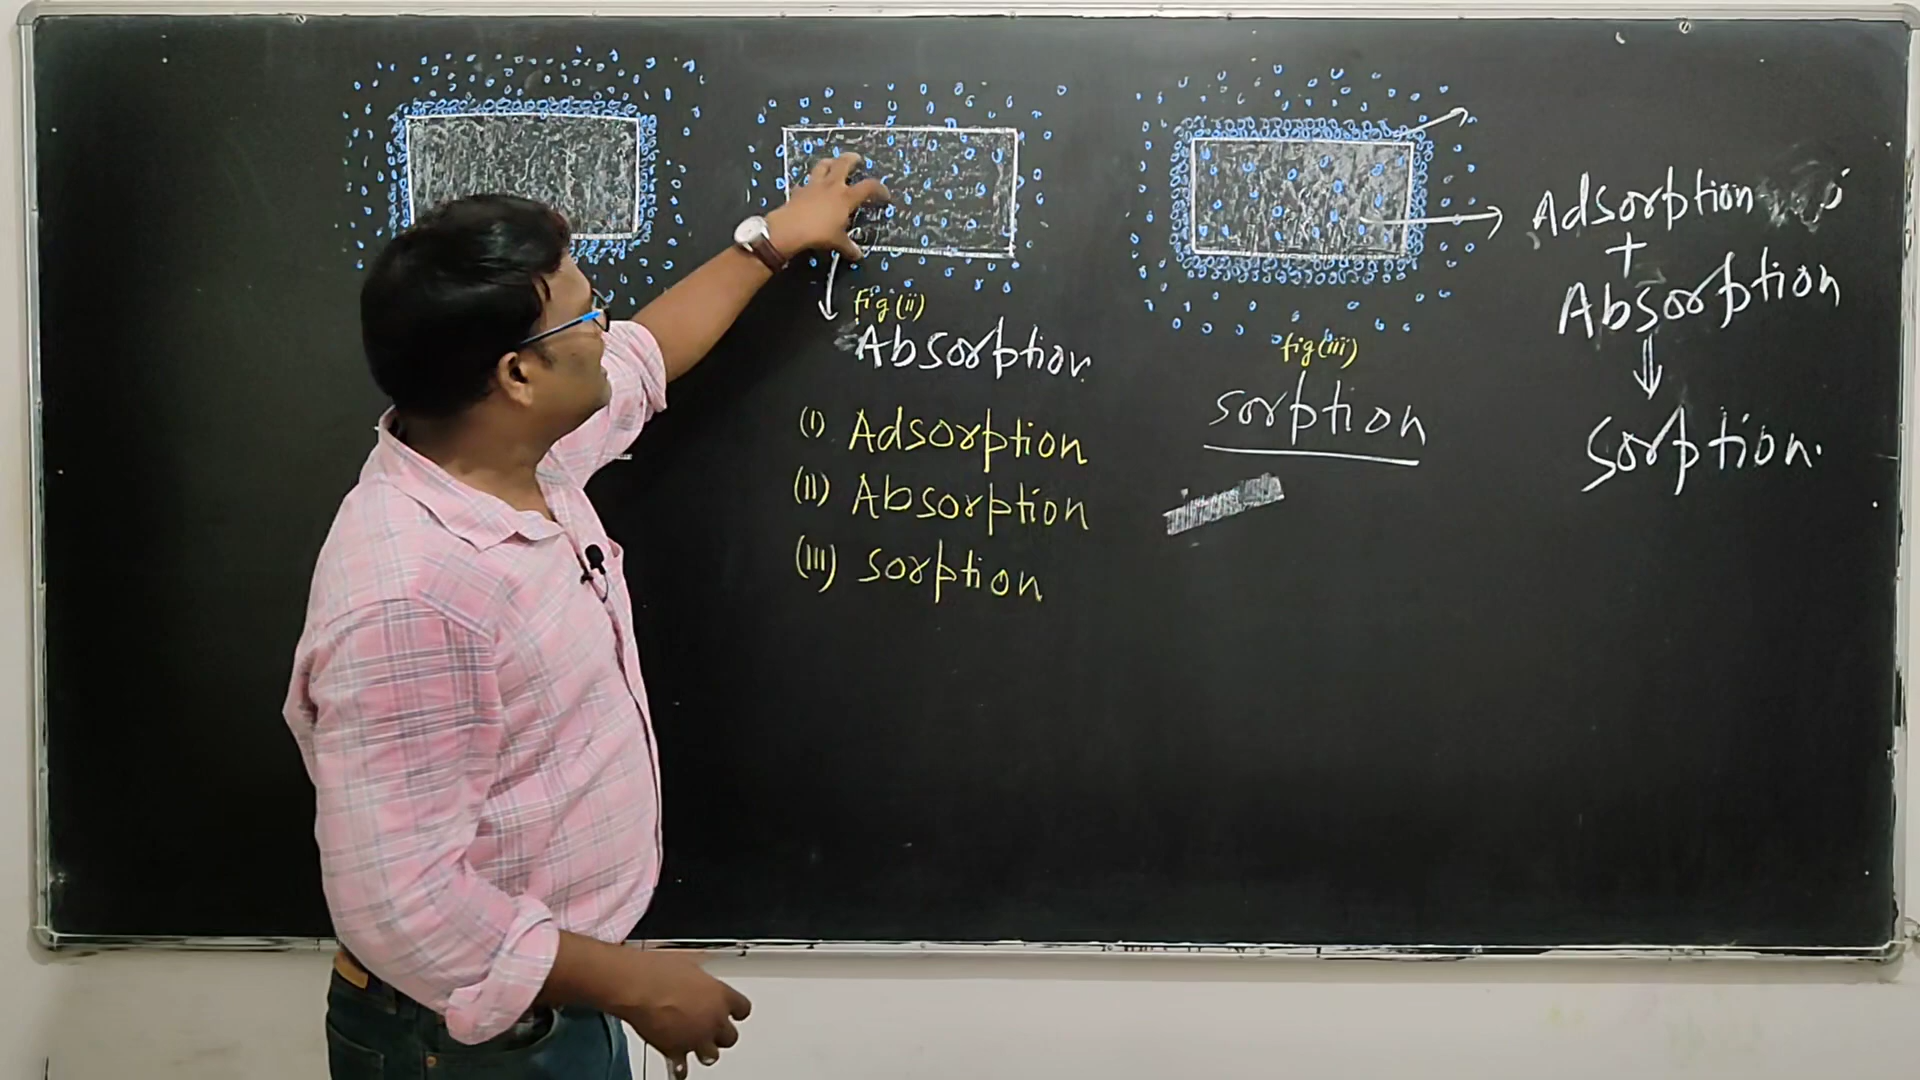 fig (ii)
Absorption
(I) Adsorption
(II) Absorption
(III) Sorption
fig (iii)
sorption
Adsorption
+
Absorption
⇓
Sorption.